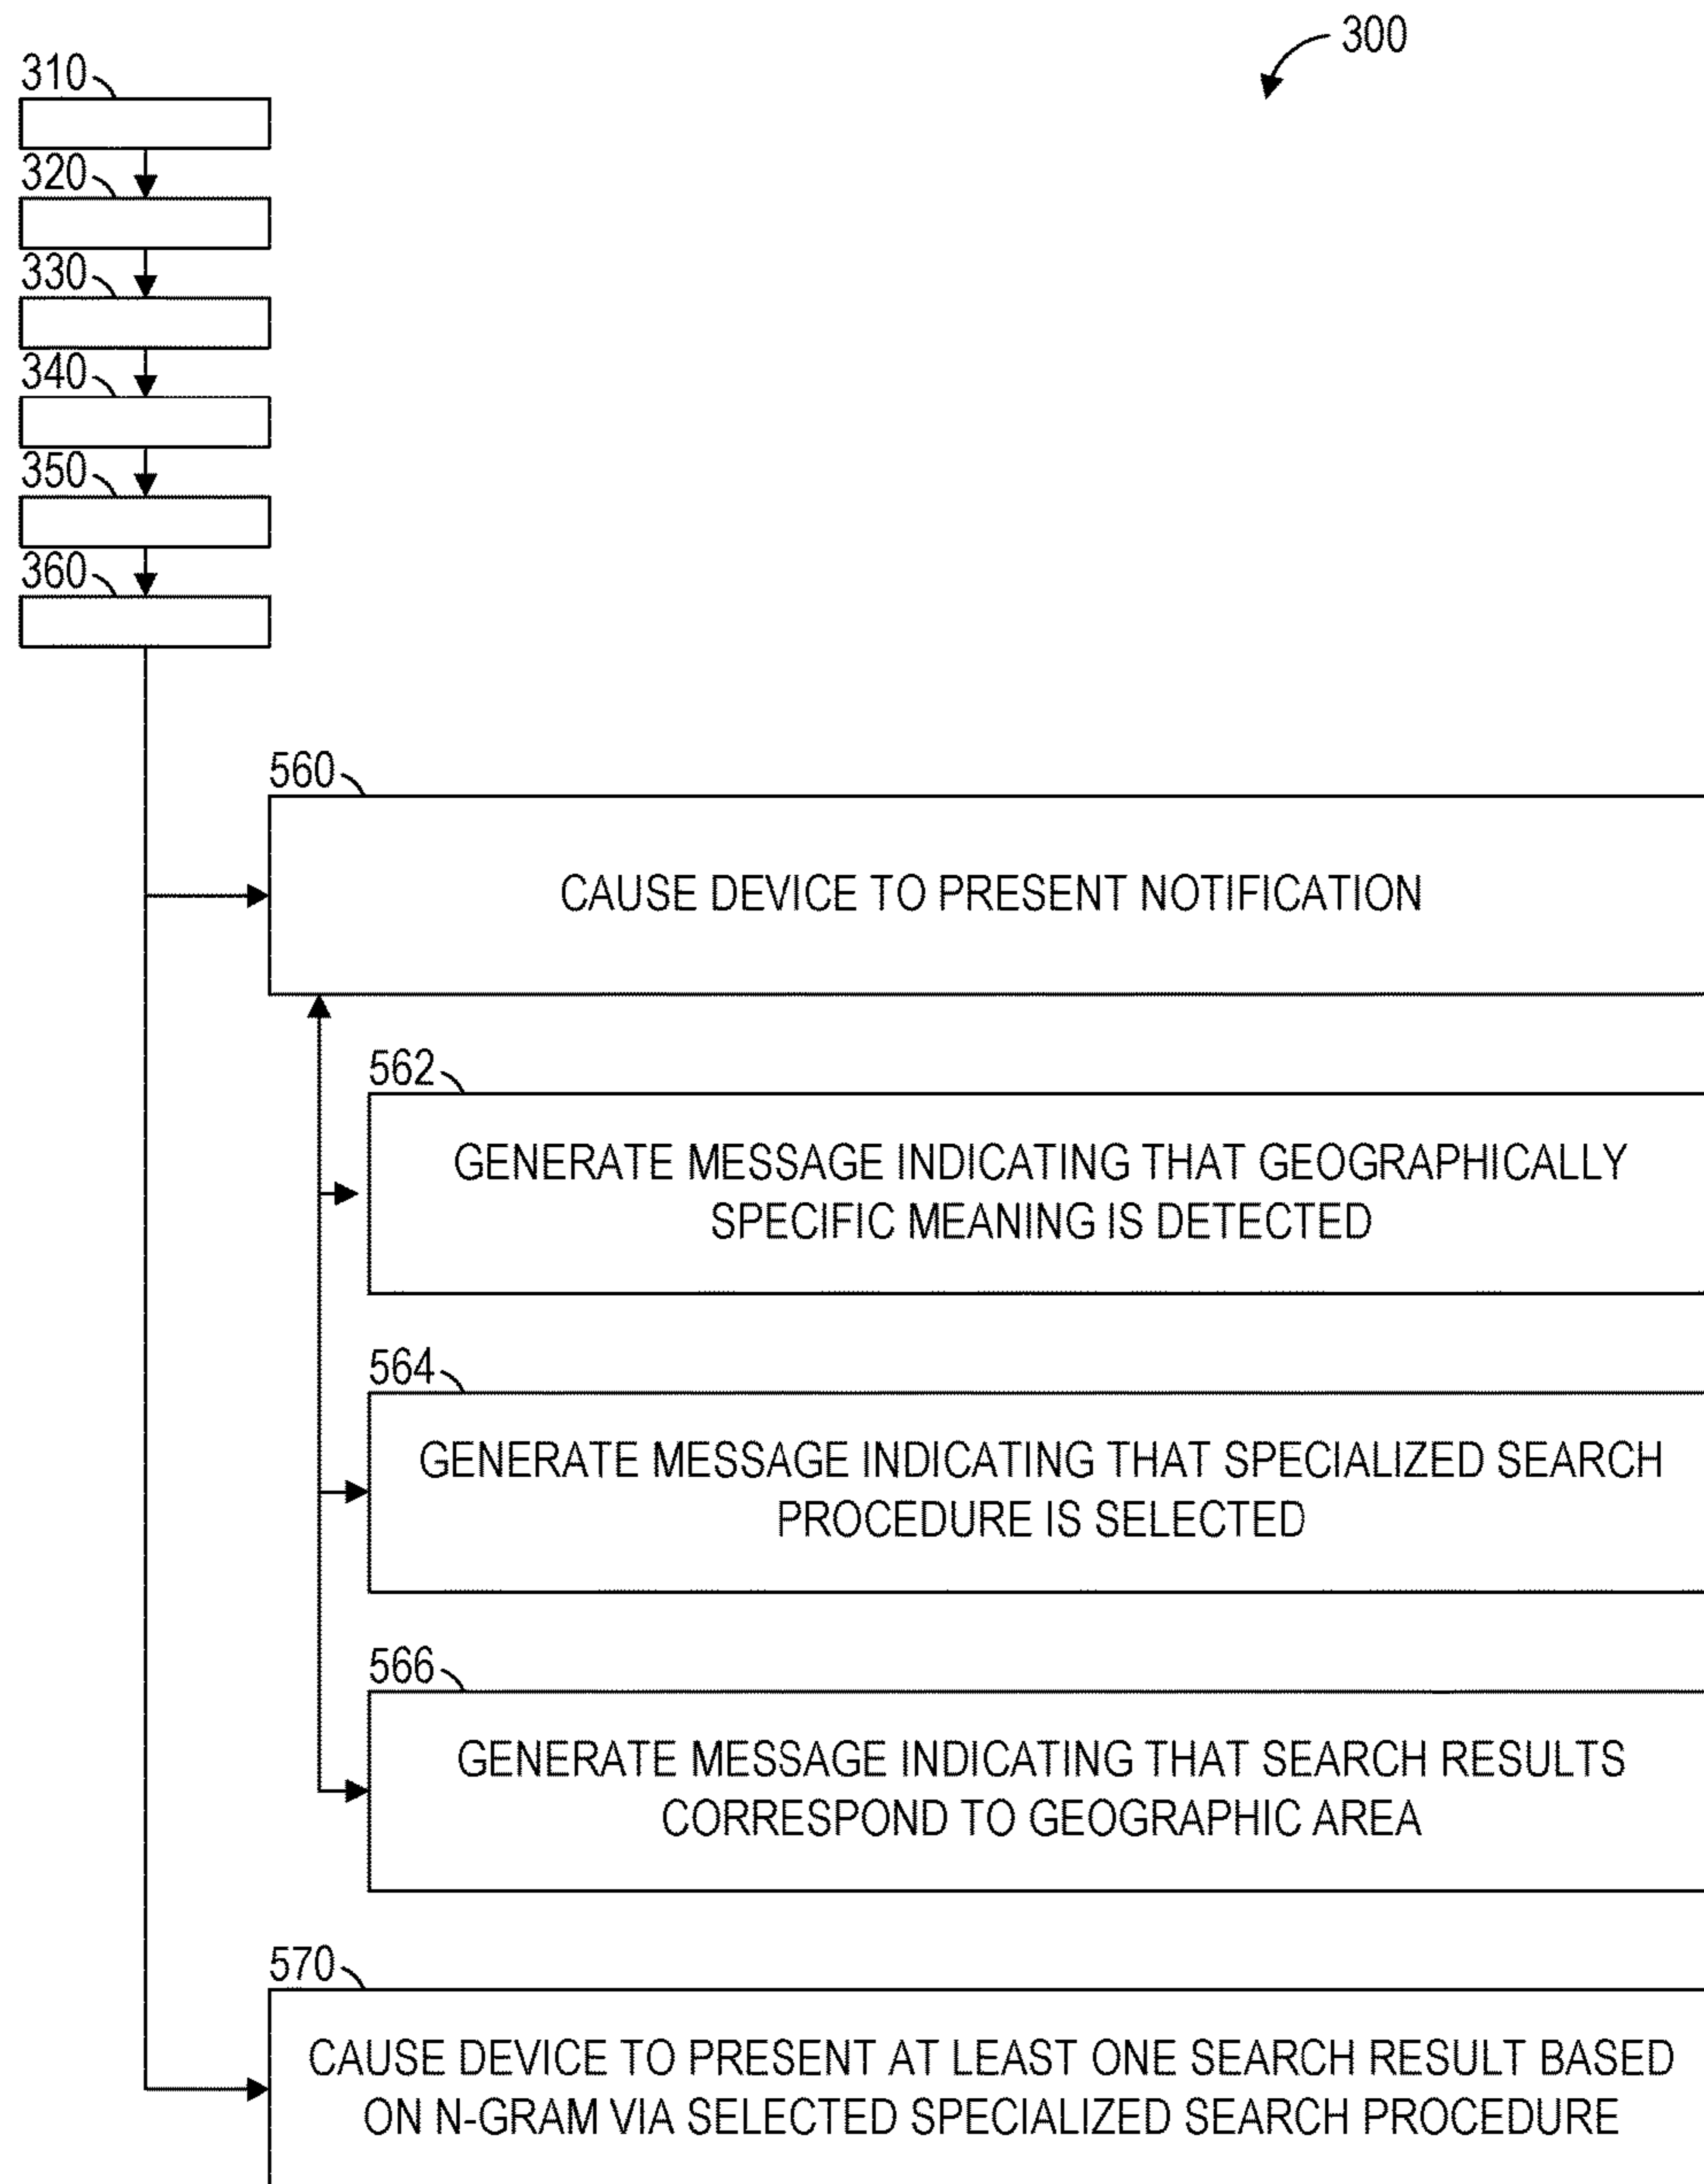 300
310
320
330
340
350
360
560
CAUSE DEVICE TO PRESENT NOTIFICATION
562
GENERATE MESSAGE INDICATING THAT GEOGRAPHICALLY
SPECIFIC MEANING IS DETECTED
564
GENERATE MESSAGE INDICATING THAT SPECIALIZED SEARCH
PROCEDURE IS SELECTED
566
GENERATE MESSAGE INDICATING THAT SEARCH RESULTS
CORRESPOND TO GEOGRAPHIC AREA
570
CAUSE DEVICE TO PRESENT AT LEAST ONE SEARCH RESULT BASED
ON N-GRAM VIA SELECTED SPECIALIZED SEARCH PROCEDURE